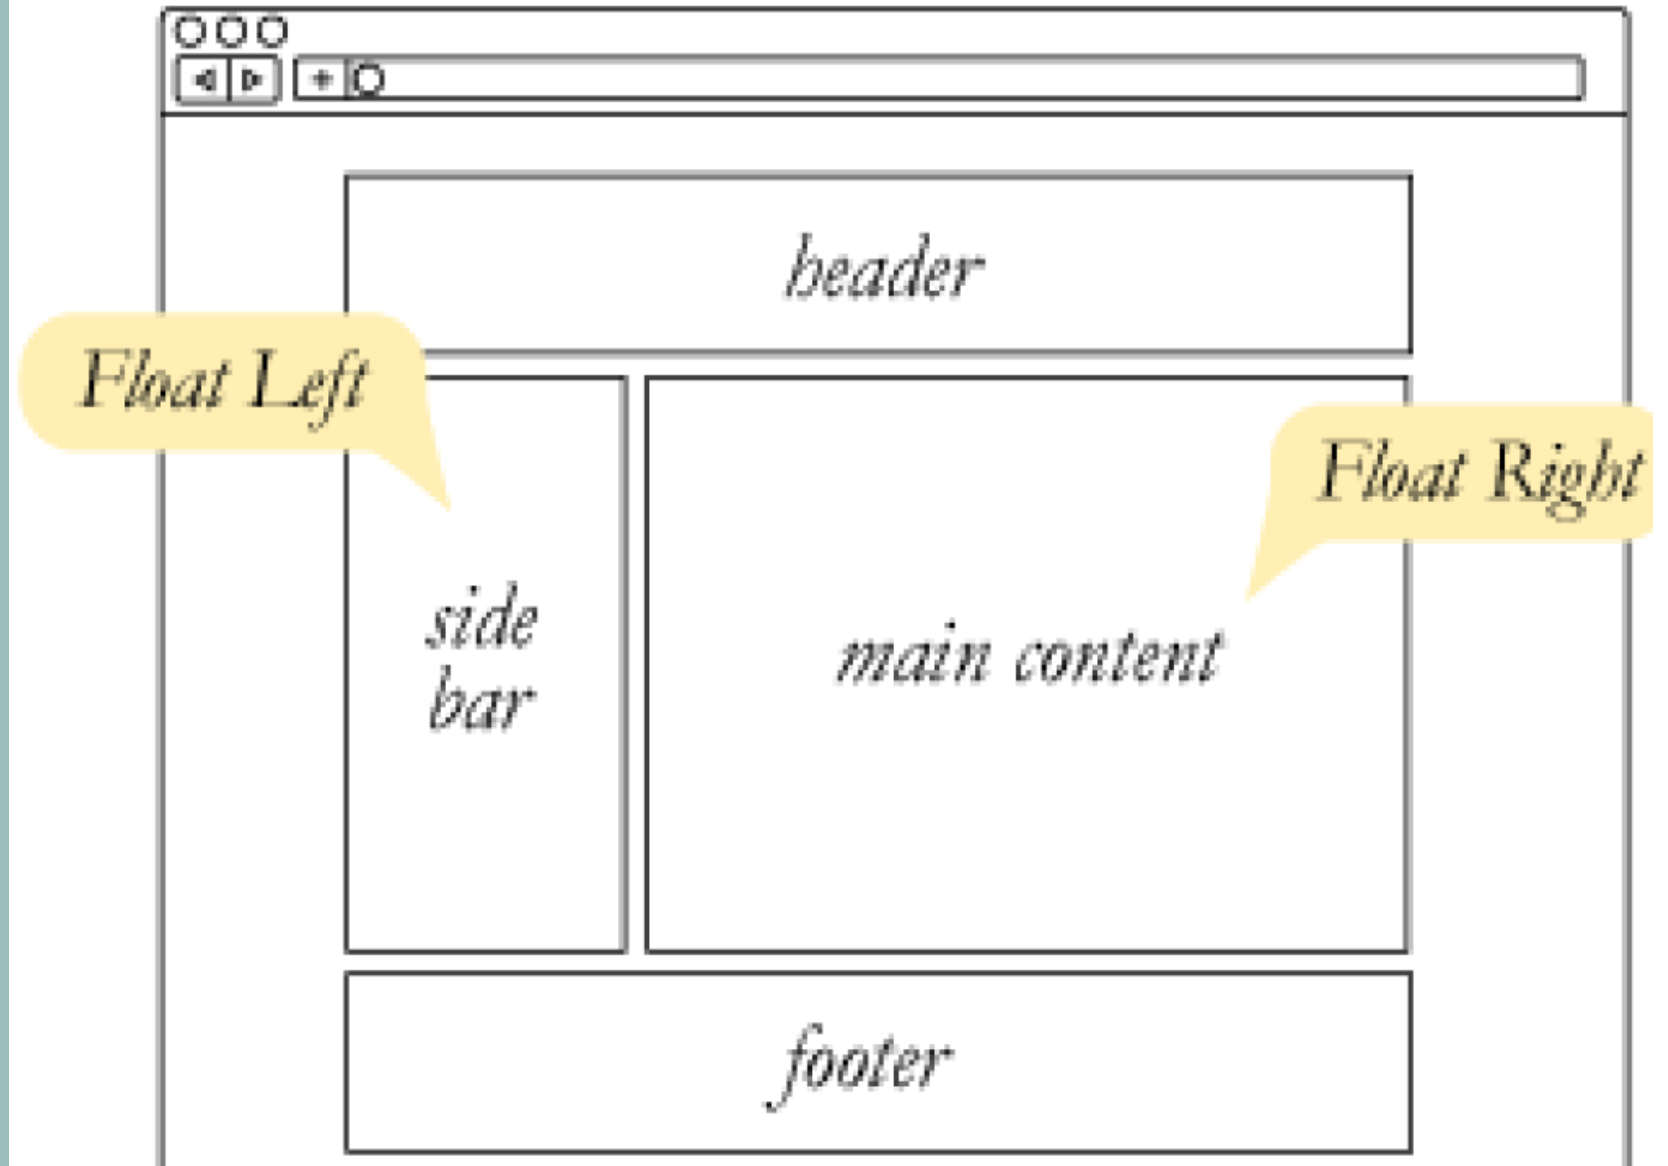 header
Float Left
Float Right
side
bar
main content
footer